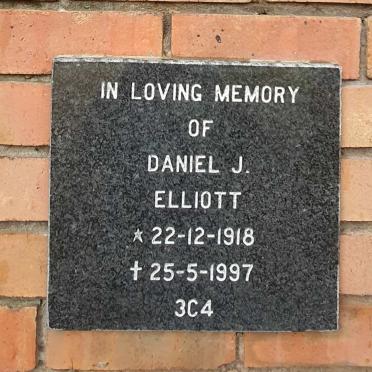 IN LOVING MEMORY
OF
DANIEL J.
ELLIOTT
* 22-12-1918
✝ 25-5-1997
3C4